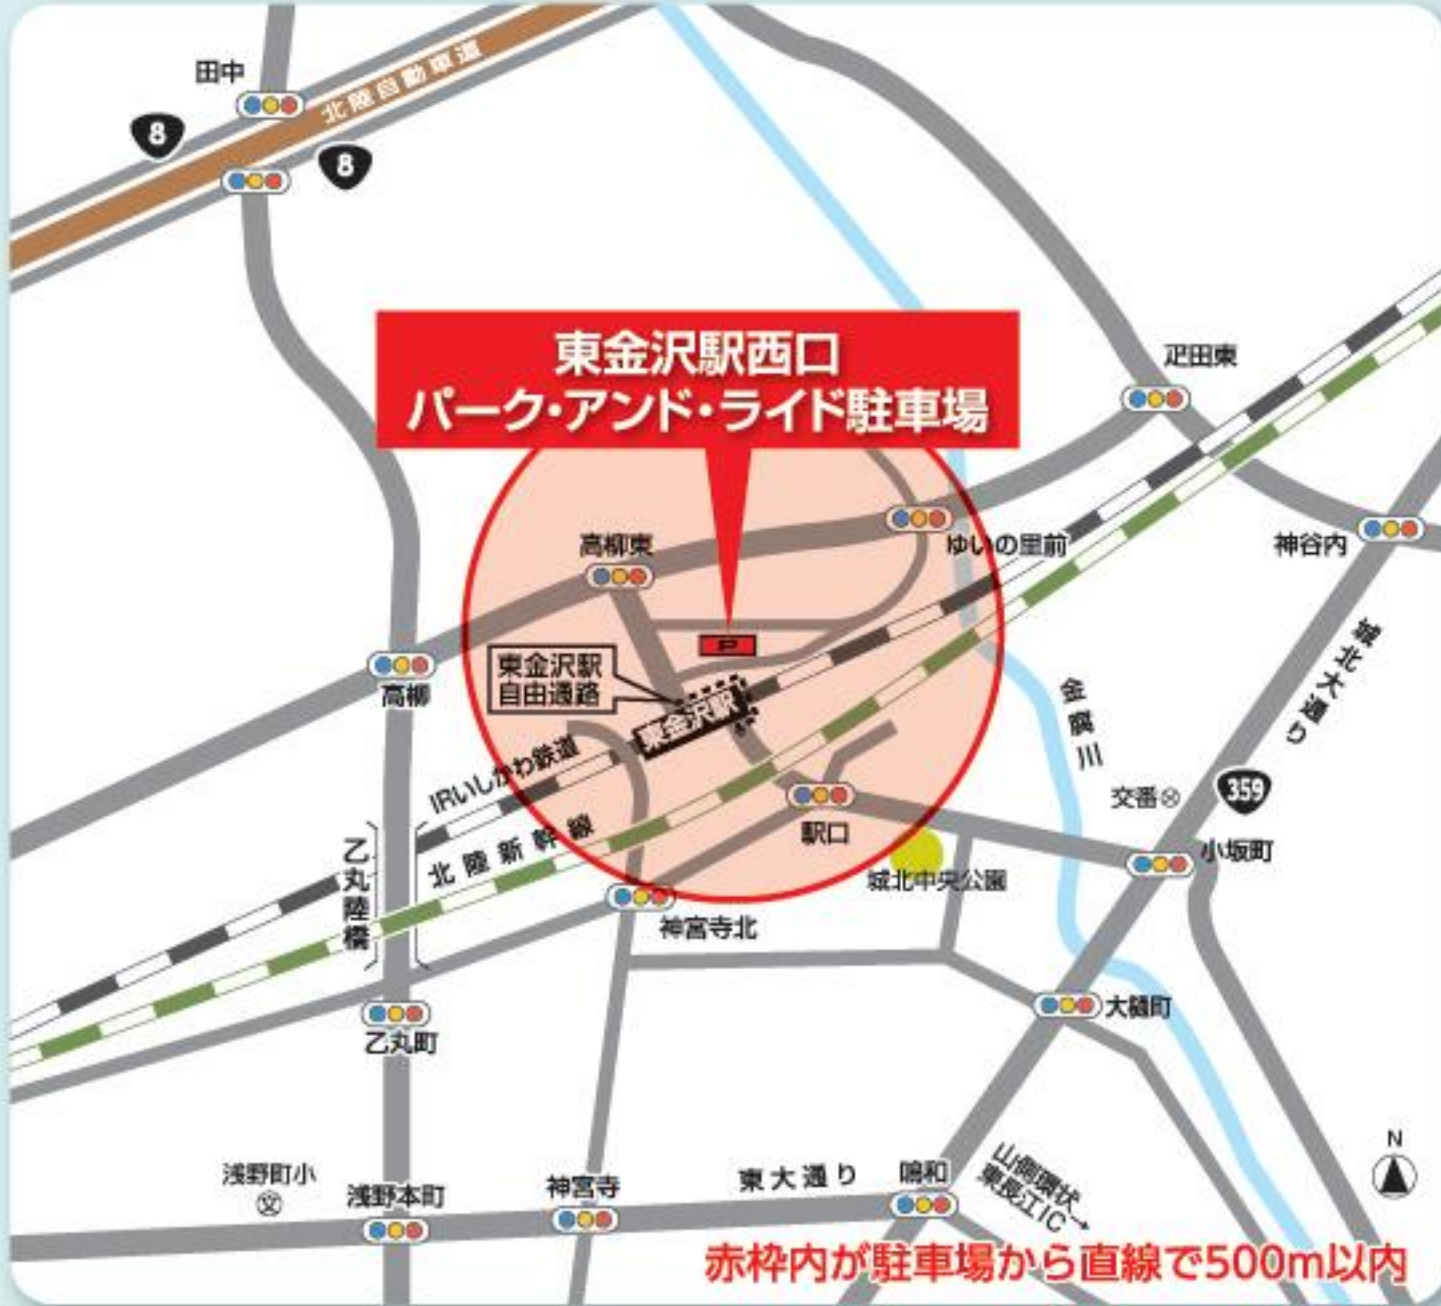 田中
北陸自動車道
8
8
東金沢駅西口
パーク・アンド・ライド駐車場
疋田東
高柳東
ゆいの里前
神谷内
P
東金沢駅
自由通路
東金沢駅
高柳
IRいしかわ鉄道
北陸新幹線
乙丸陸橋
金腐川
城北大通り
359
交番
駅口
小坂町
城北中央公園
神宮寺北
大樋町
乙丸町
浅野町小
文
浅野本町
神宮寺
東大通り
鳴和
山側環状
東長江IC→
N
赤枠内が駐車場から直線で500m以内